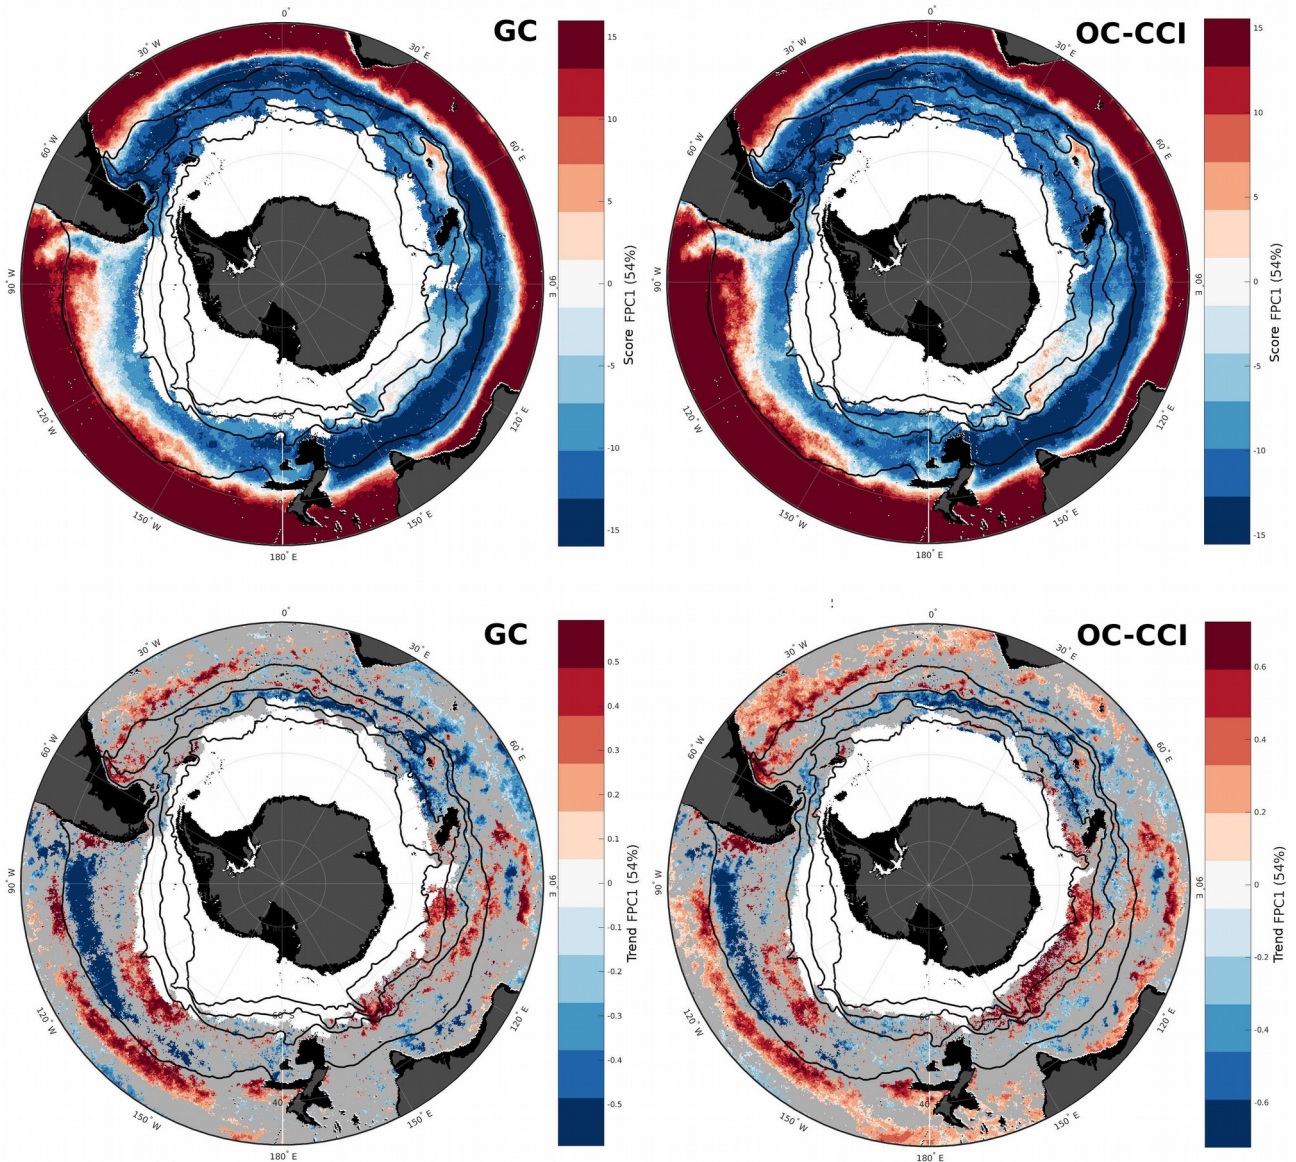 GC
0°
30° E
60° E
90° E
120° E
150° E
180° E
150° W
120° W
90° W
60° W
30° W
15
10
5
0
-5
-10
-15
Score FPC1 (54%)
OC-CCI
0°
30° E
60° E
90° E
120° E
150° E
180° E
150° W
120° W
90° W
60° W
30° W
15
10
5
0
-5
-10
-15
Score FPC1 (54%)
GC
0°
30° E
60° E
90° E
120° E
150° E
180° E
150° W
120° W
90° W
60° W
30° W
0.5
0.4
0.3
0.2
0.1
0
-0.1
-0.2
-0.3
-0.4
-0.5
Trend FPC1 (54%)
OC-CCI
0°
30° E
60° E
90° E
120° E
150° E
180° E
150° W
120° W
90° W
60° W
30° W
0.6
0.4
0.2
0
-0.2
-0.4
-0.6
Trend FPC1 (54%)